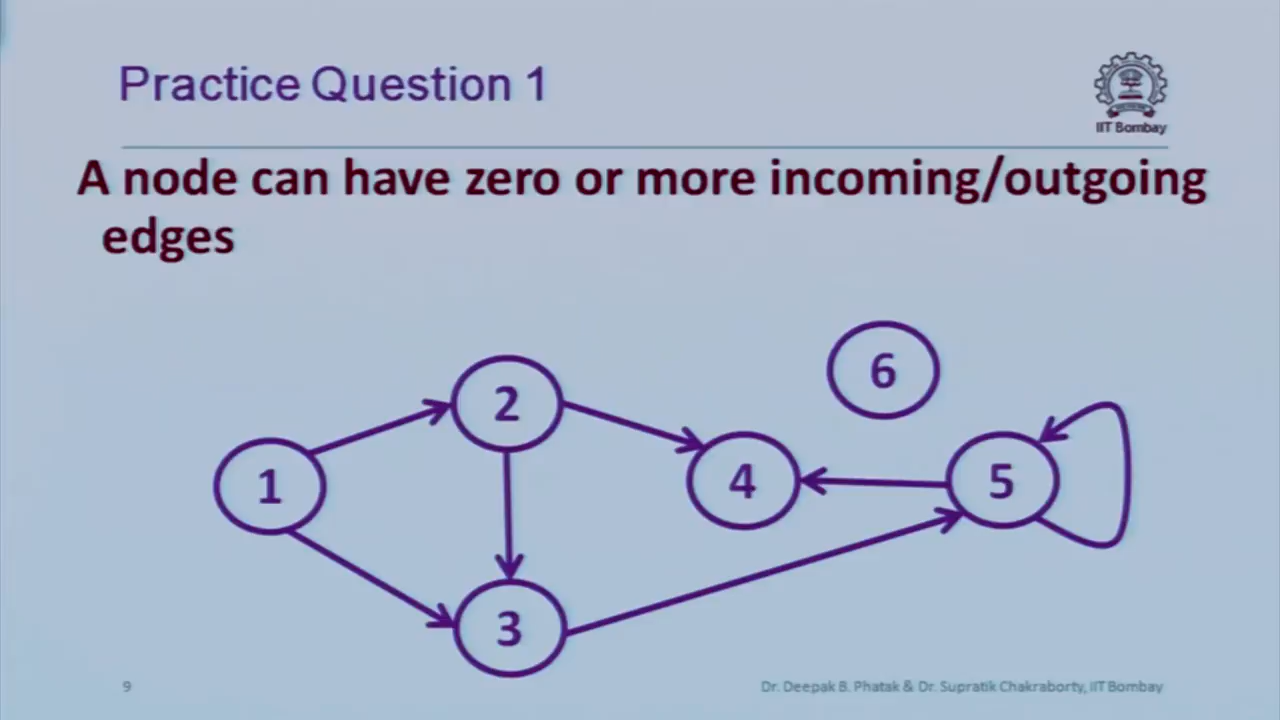 Practice Question 1
IIT Bombay
A node can have zero or more incoming/outgoing
edges
6
2
1
4
5
3
9
Dr. Deepak B. Phatak & Dr. Supratik Chakraborty, IIT Bombay